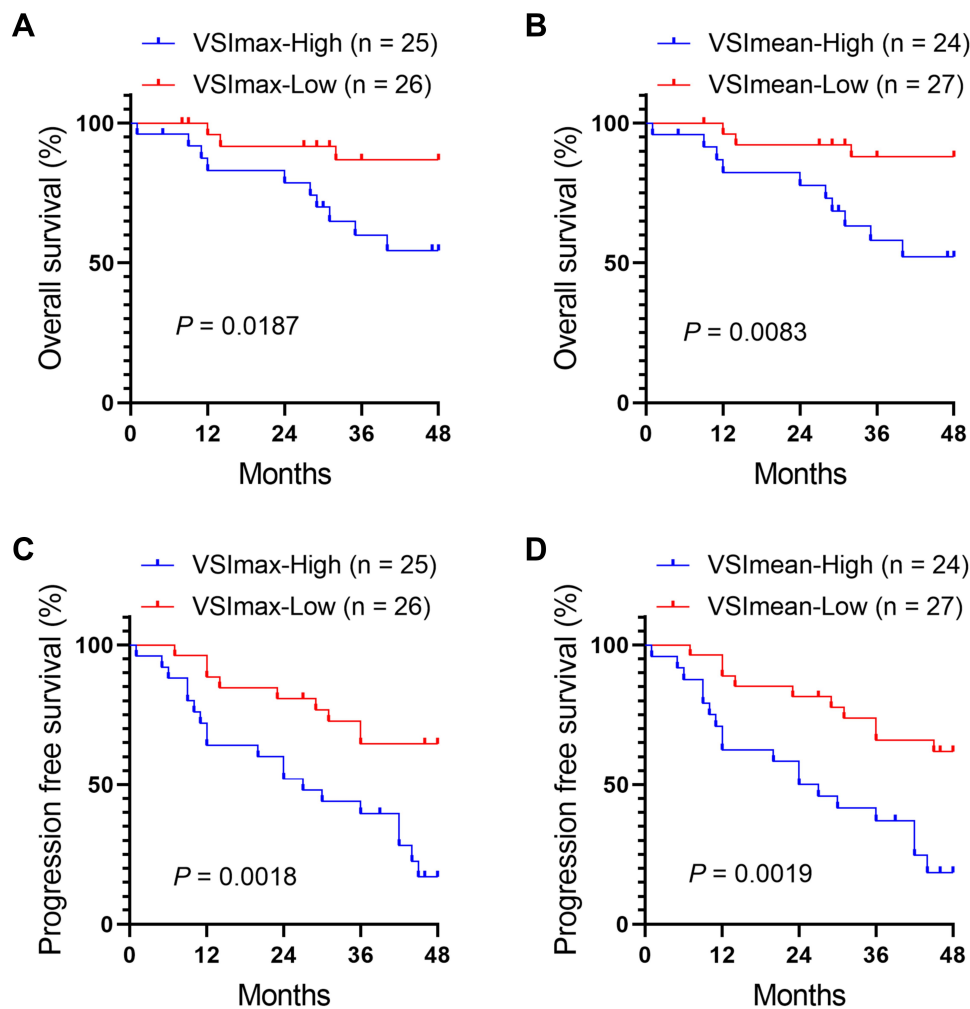 A
VSImax-High (n = 25)
VSImax-Low (n = 26)
Overall survival (%)
100
50
0
P = 0.0187
0 12 24 36 48
Months
B
VSImean-High (n = 24)
VSImean-Low (n = 27)
Overall survival (%)
100
50
0
P = 0.0083
0 12 24 36 48
Months
C
VSImax-High (n = 25)
VSImax-Low (n = 26)
Progression free survival (%)
100
50
0
P = 0.0018
0 12 24 36 48
Months
D
VSImean-High (n = 24)
VSImean-Low (n = 27)
Progression free survival (%)
100
50
0
P = 0.0019
0 12 24 36 48
Months